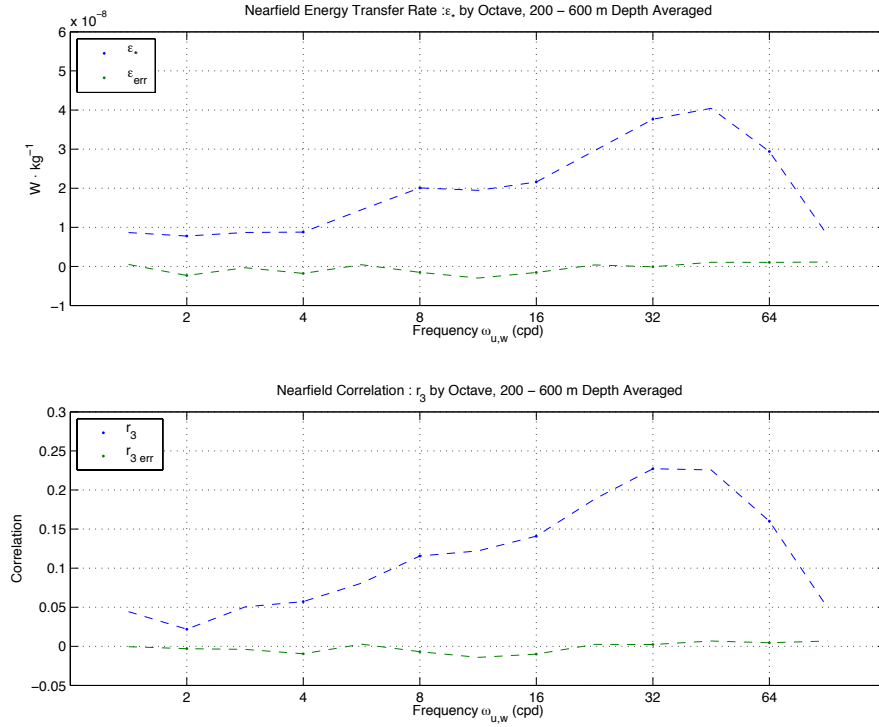 Nearfield Energy Transfer Rate :ε* by Octave, 200 – 600 m Depth Averaged
x 10⁻⁸
6
5
4
3
2
1
0
−1
W · kg⁻¹
ε*
εerr
2 4 8 16 32 64
Frequency ωu,w (cpd)
Nearfield Correlation : r3 by Octave, 200 – 600 m Depth Averaged
0.3
0.25
0.2
0.15
0.1
0.05
0
−0.05
Correlation
r3
r3 err
2 4 8 16 32 64
Frequency ωu,w (cpd)